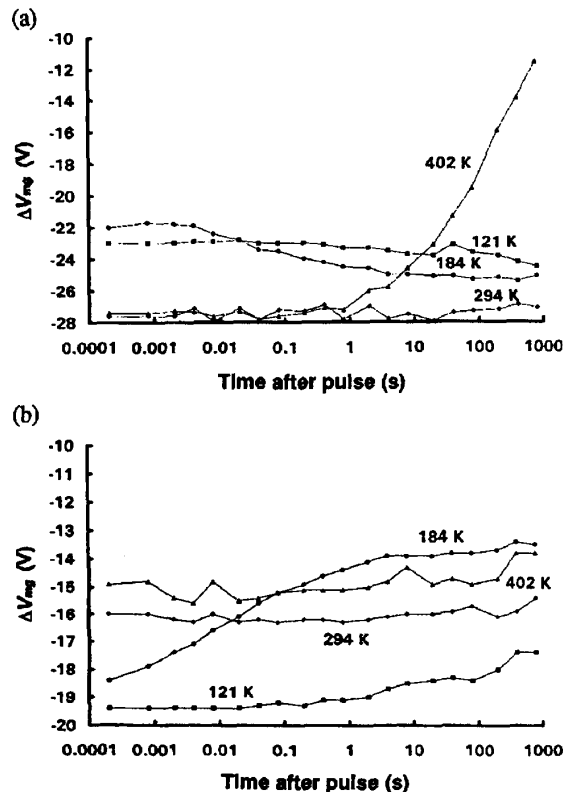 (a)
-10
-12
-14
-16
-18
-20
-22
-24
-26
-28
ΔVmg (V)
402 K
121 K
184 K
294 K
0.0001 0.001 0.01 0.1 1 10 100 1000
Time after pulse (s)
(b)
-10
-11
-12
-13
-14
-15
-16
-17
-18
-19
-20
ΔVmg (V)
184 K
402 K
294 K
121 K
0.0001 0.001 0.01 0.1 1 10 100 1000
Time after pulse (s)